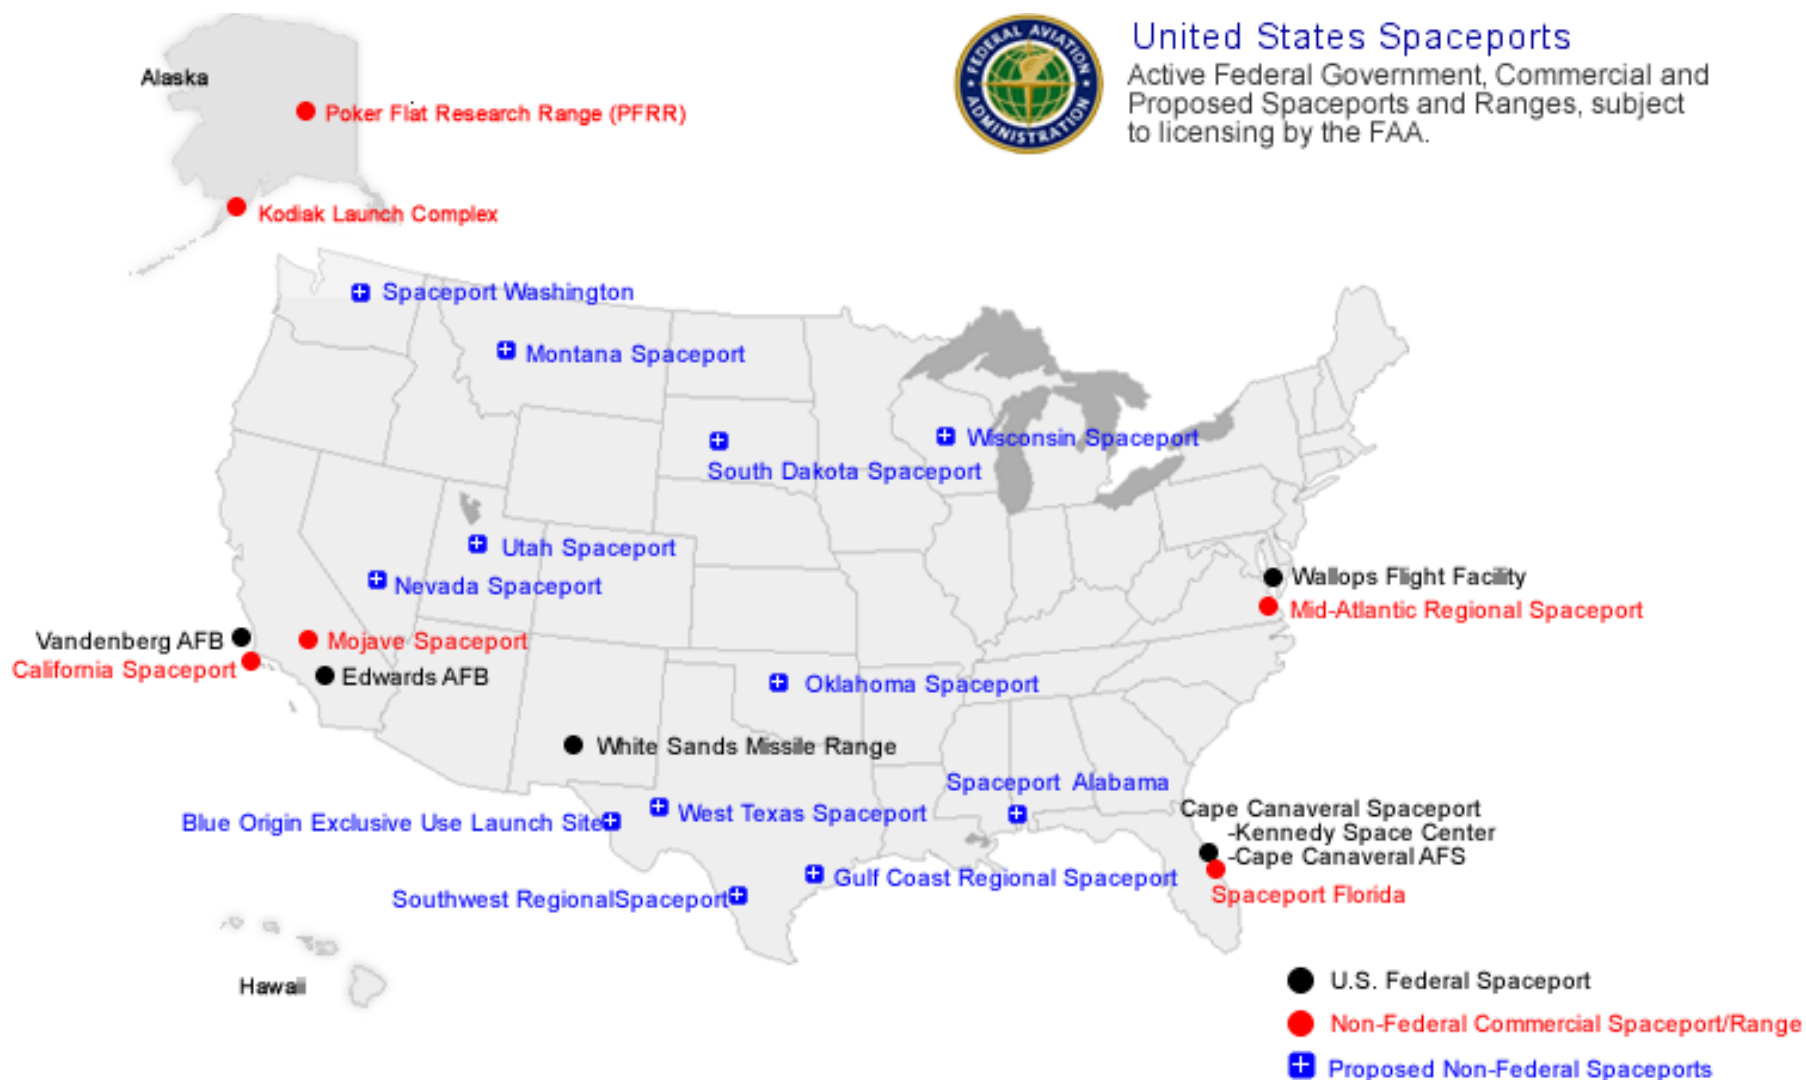 United States Spaceports
Active Federal Government, Commercial and
Proposed Spaceports and Ranges, subject
to licensing by the FAA.
FEDERAL AVIATION
ADMINISTRATION
Alaska
Poker Flat Research Range (PFRR)
Kodiak Launch Complex
Spaceport Washington
Montana Spaceport
Wisconsin Spaceport
South Dakota Spaceport
Utah Spaceport
Nevada Spaceport
Wallops Flight Facility
Mid-Atlantic Regional Spaceport
Vandenberg AFB
Mojave Spaceport
California Spaceport
Edwards AFB
Oklahoma Spaceport
White Sands Missile Range
Spaceport Alabama
West Texas Spaceport
Blue Origin Exclusive Use Launch Site
Cape Canaveral Spaceport
-Kennedy Space Center
-Cape Canaveral AFS
Gulf Coast Regional Spaceport
Spaceport Florida
Southwest RegionalSpaceport
Hawaii
U.S. Federal Spaceport
Non-Federal Commercial Spaceport/Range
Proposed Non-Federal Spaceports